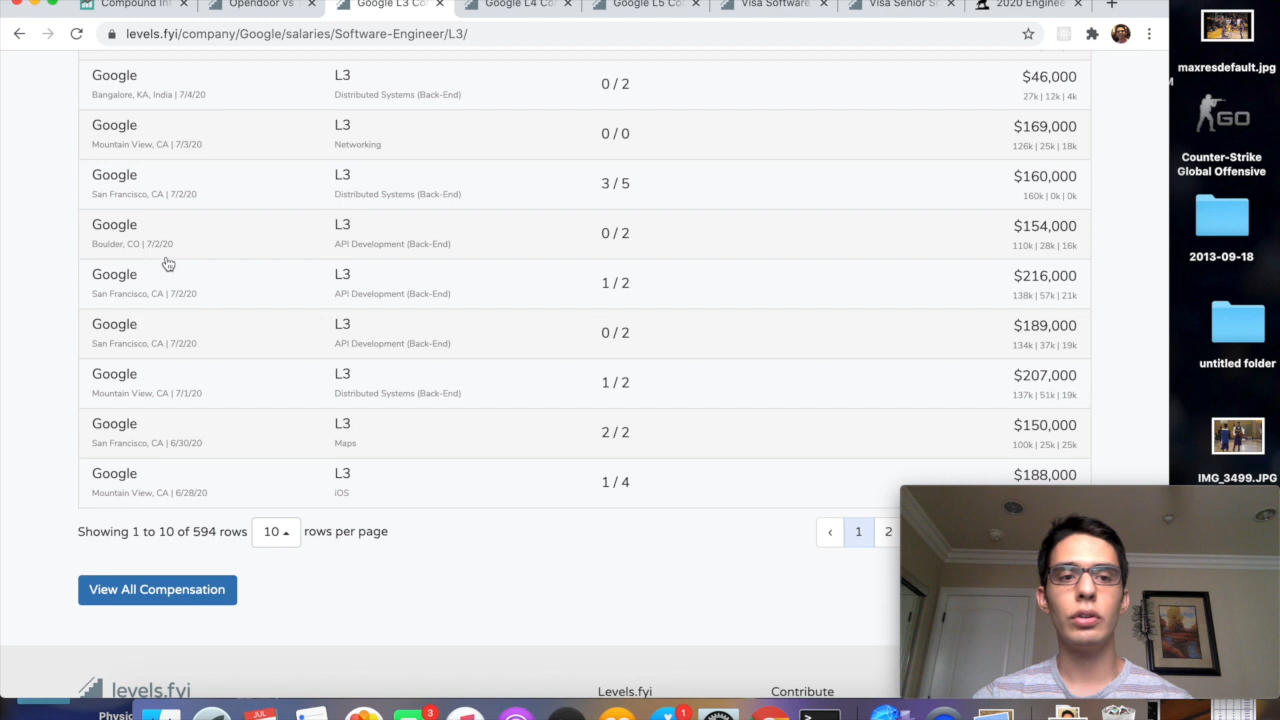 Compound In
Opendoor vs
Google L3 Co
Google L4 Co
Google L5 Co
Visa Software
Visa Senior S
2020 Enginee
levels.fyi/company/Google/salaries/Software-Engineer/L3/
Google L3 0 / 2 $46,000
Bangalore, KA, India | 7/4/20 Distributed Systems (Back-End) 27k | 12k | 4k
Google L3 0 / 0 $169,000
Mountain View, CA | 7/3/20 Networking 126k | 25k | 18k
Google L3 3 / 5 $160,000
San Francisco, CA | 7/2/20 Distributed Systems (Back-End) 160k | 0k | 0k
Google L3 0 / 2 $154,000
Boulder, CO | 7/2/20 API Development (Back-End) 110k | 28k | 16k
Google L3 1 / 2 $216,000
San Francisco, CA | 7/2/20 API Development (Back-End) 138k | 57k | 21k
Google L3 0 / 2 $189,000
San Francisco, CA | 7/2/20 API Development (Back-End) 134k | 37k | 19k
Google L3 1 / 2 $207,000
Mountain View, CA | 7/1/20 Distributed Systems (Back-End) 137k | 51k | 19k
Google L3 2 / 2 $150,000
San Francisco, CA | 6/30/20 Maps 100k | 25k | 25k
Google L3 1 / 4 $188,000
Mountain View, CA | 6/28/20 iOS
Showing 1 to 10 of 594 rows 10 rows per page
‹ 1 2
View All Compensation
levels.fyi
Levels.fyi
Contribute
maxresdefault.jpg
GO
Counter-Strike
Global Offensive
2013-09-18
untitled folder
IMG_3499.JPG
Physic
JUL
3
1